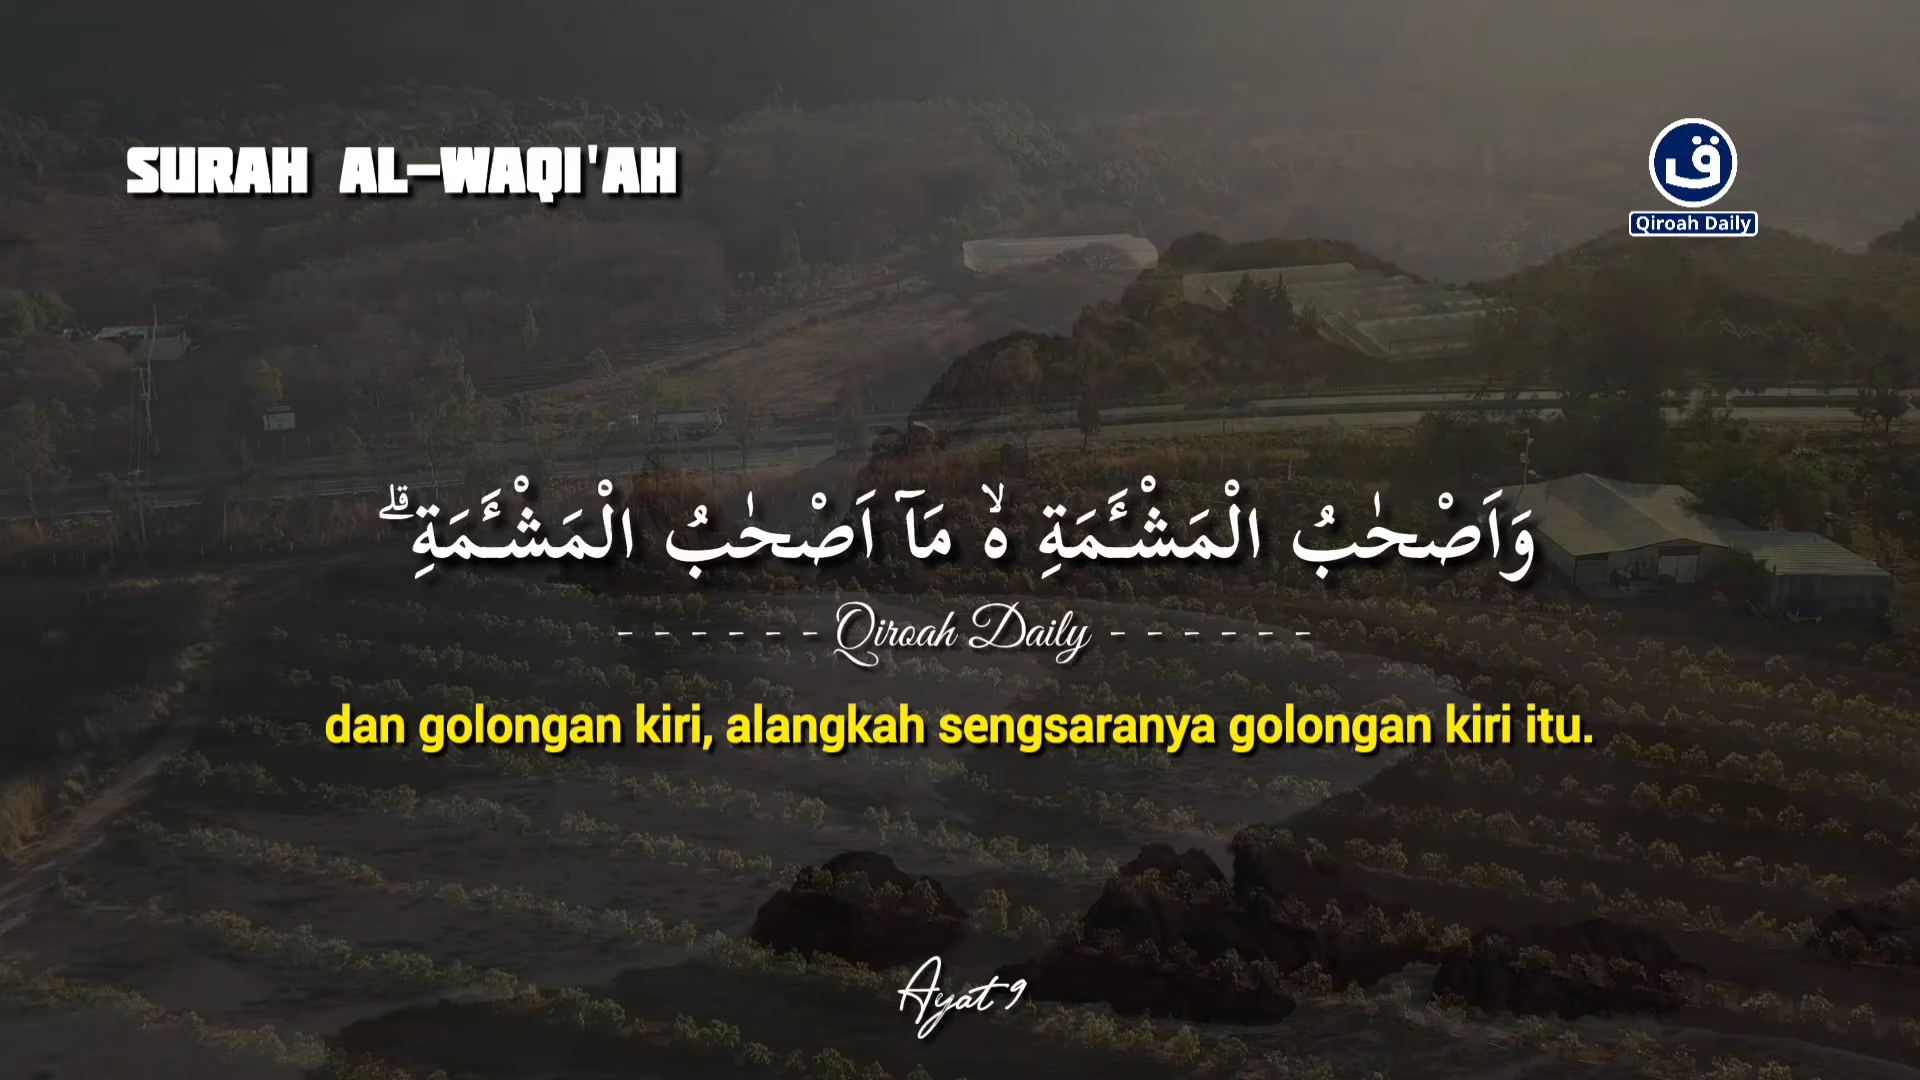 SURAH AL-WAQI'AH
ق
Qiroah Daily
وَاَصْحٰبُ الْمَشْـَٔمَةِ ەۙ مَآ اَصْحٰبُ الْمَشْـَٔمَةِۗ
- - - - - - Qiroah Daily - - - - - -
dan golongan kiri, alangkah sengsaranya golongan kiri itu.
Ayat 9